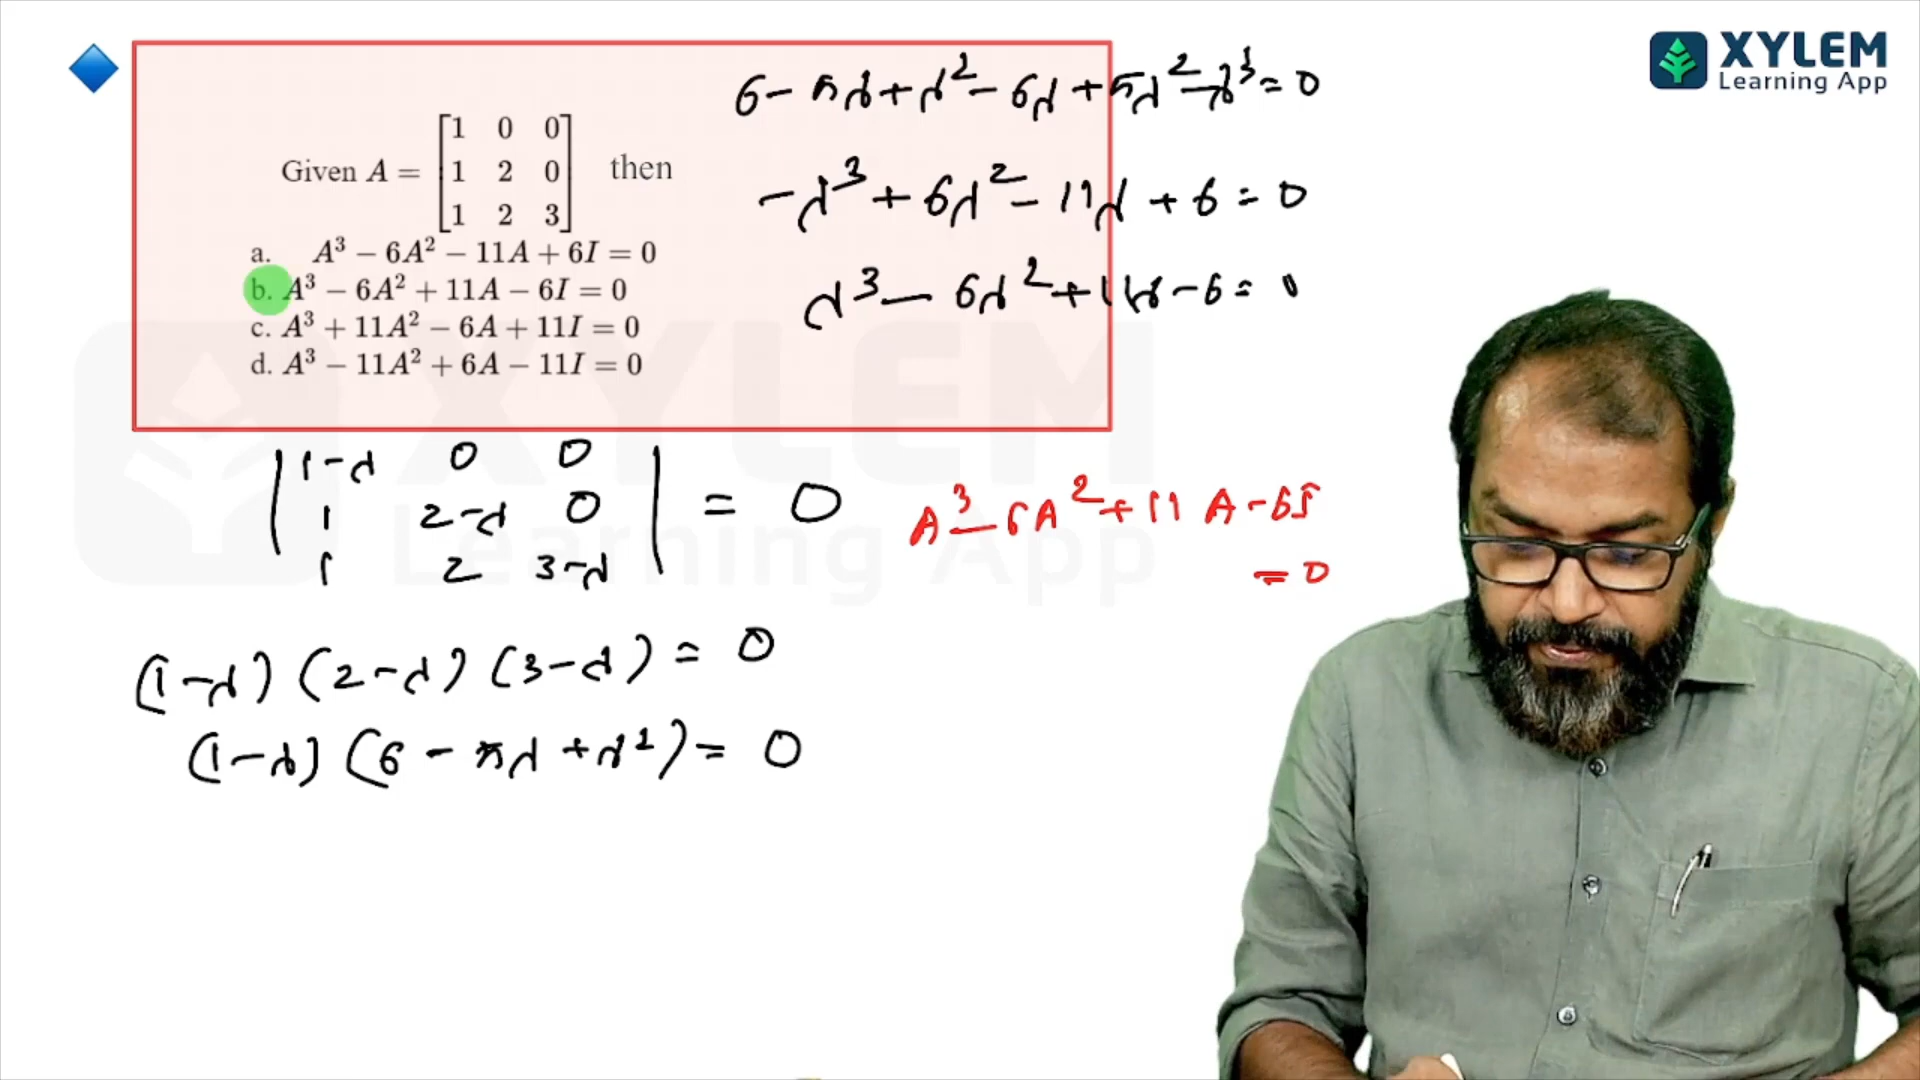 XYLEM
Learning App
Given A = [1 0 0
1 2 0
1 2 3] then
a. A³ − 6A² − 11A + 6I = 0
b. A³ − 6A² + 11A − 6I = 0
c. A³ + 11A² − 6A + 11I = 0
d. A³ − 11A² + 6A − 11I = 0
6 − 5λ + λ² − 6λ + 5λ² − λ³ = 0
−λ³ + 6λ² − 11λ + 6 = 0
λ³ − 6λ² + 11λ − 6 = 0
|1−λ 0 0
1 2−λ 0
1 2 3−λ| = 0
A³ − 6A² + 11A − 6I
= 0
(1−λ) (2−λ) (3−λ) = 0
(1−λ) (6 − 5λ + λ²) = 0
XYLEM
Learning App